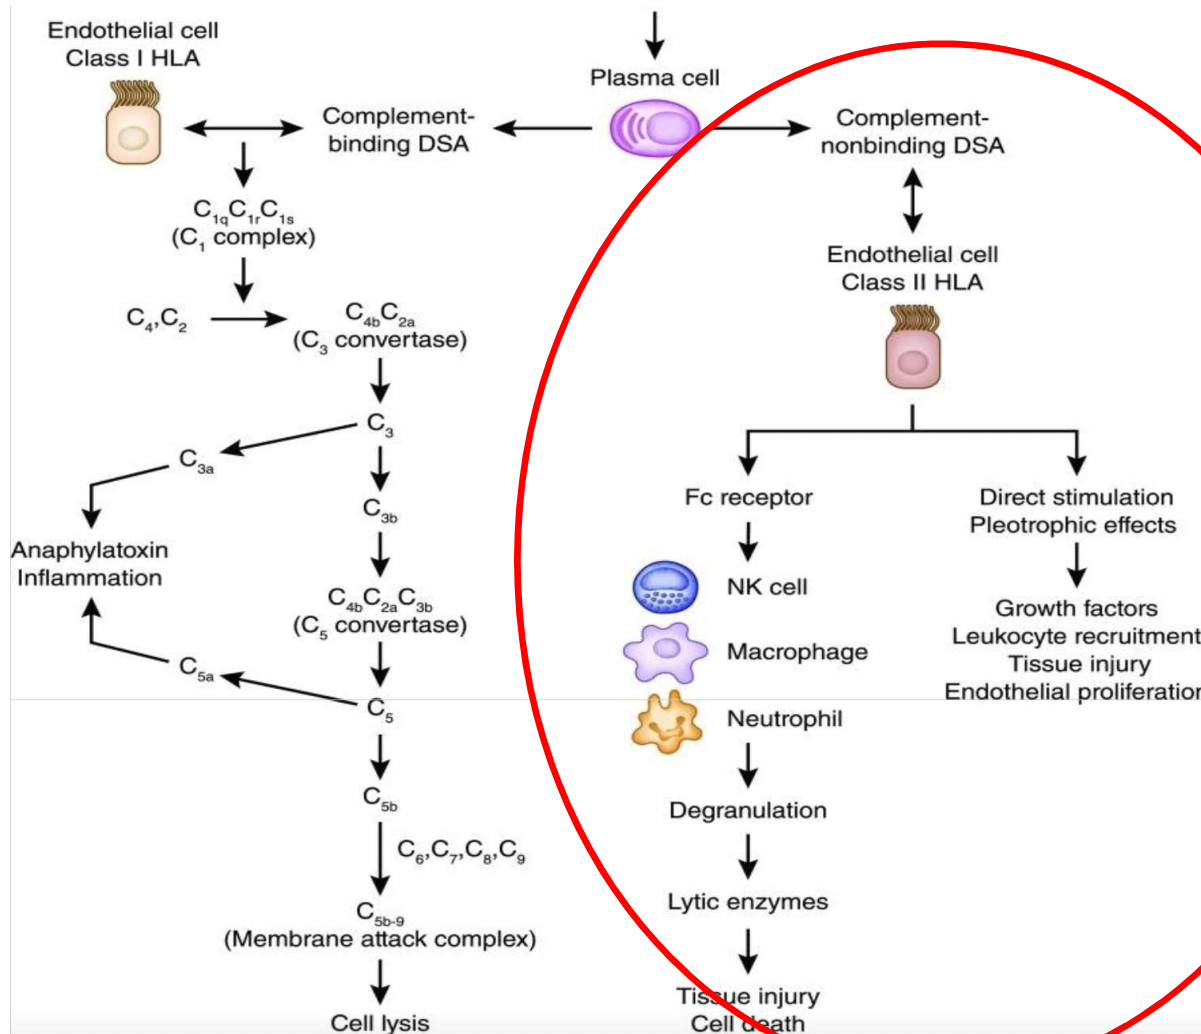 Endothelial cell
Class I HLA
Plasma cell
Complement-
binding DSA
Complement-
nonbinding DSA
C1qC1rC1s
(C1 complex)
Endothelial cell
Class II HLA
C4,C2
C4bC2a
(C3 convertase)
C3
C3a
C3b
Anaphylatoxin
Inflammation
C4bC2aC3b
(C5 convertase)
C5a
C5
C5b
C6,C7,C8,C9
C5b-9
(Membrane attack complex)
Cell lysis
Fc receptor
NK cell
Macrophage
Neutrophil
Degranulation
Lytic enzymes
Tissue injury
Cell death
Direct stimulation
Pleotrophic effects
Growth factors
Leukocyte recruitment
Tissue injury
Endothelial proliferation